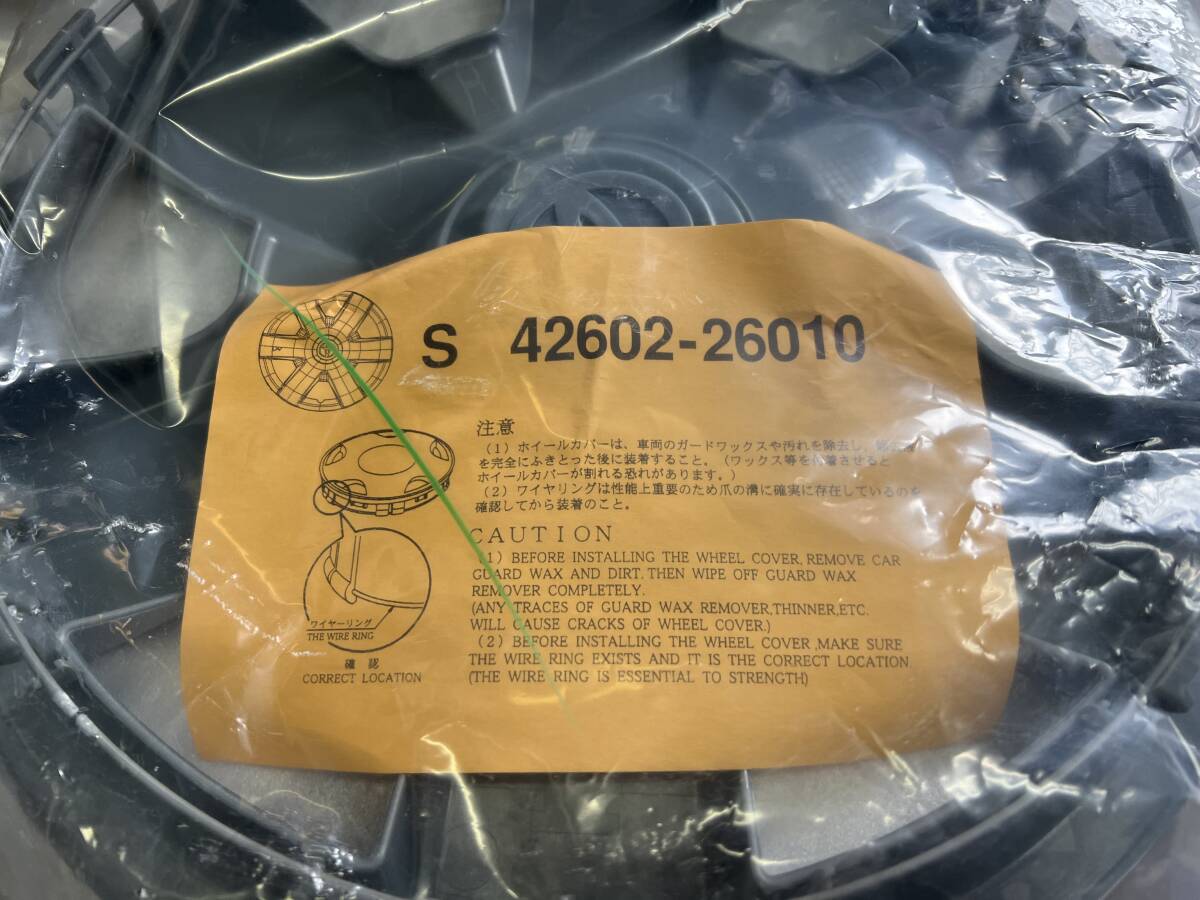 S 42602-26010
注意
(1) ホイールカバーは、車両のガードワックスや汚れを除去し、
を完全にふきとった後に装着すること。(ワックス等を付着させると
ホイールカバーが割れる恐れがあります。)
(2) ワイヤリングは性能上重要のため爪の溝に確実に存在しているのを
確認してから装着のこと。
CAUTION
(1) BEFORE INSTALLING THE WHEEL COVER, REMOVE CAR
GUARD WAX AND DIRT. THEN WIPE OFF GUARD WAX
REMOVER COMPLETELY.
(ANY TRACES OF GUARD WAX REMOVER,THINNER,ETC.
WILL CAUSE CRACKS OF WHEEL COVER.)
(2) BEFORE INSTALLING THE WHEEL COVER ,MAKE SURE
THE WIRE RING EXISTS AND IT IS THE CORRECT LOCATION
(THE WIRE RING IS ESSENTIAL TO STRENGTH)
ワイヤーリング
THE WIRE RING
確認
CORRECT LOCATION